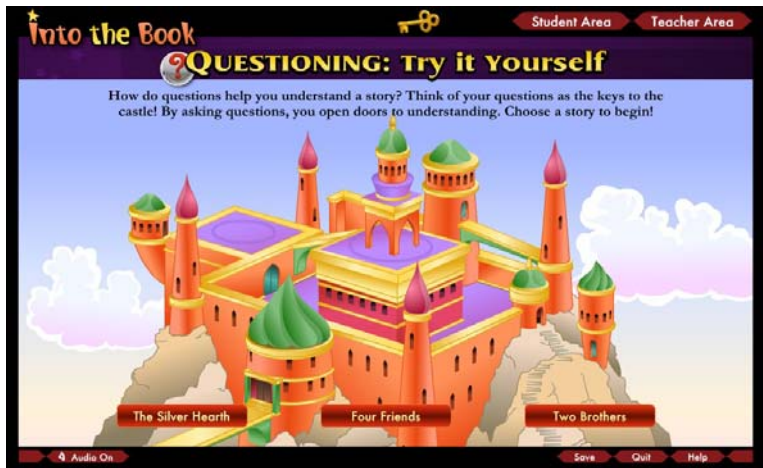 Into the Book
Student Area
Teacher Area
?QUESTIONING: Try it Yourself
How do questions help you understand a story? Think of your questions as the keys to the
castle! By asking questions, you open doors to understanding. Choose a story to begin!
The Silver Hearth
Four Friends
Two Brothers
Audio On
Save
Quit
Help